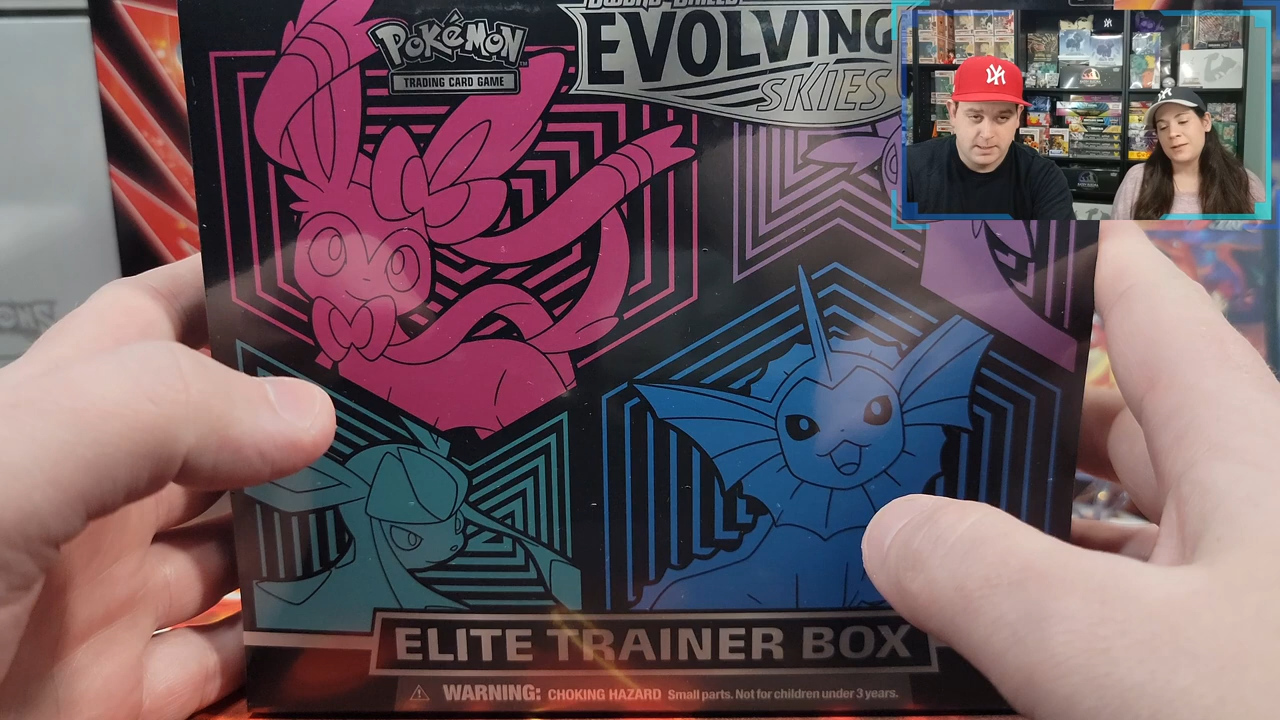 Pokémon
TRADING CARD GAME
EVOLVING
SKIES
ELITE TRAINER BOX
WARNING: CHOKING HAZARD Small parts. Not for children under 3 years.